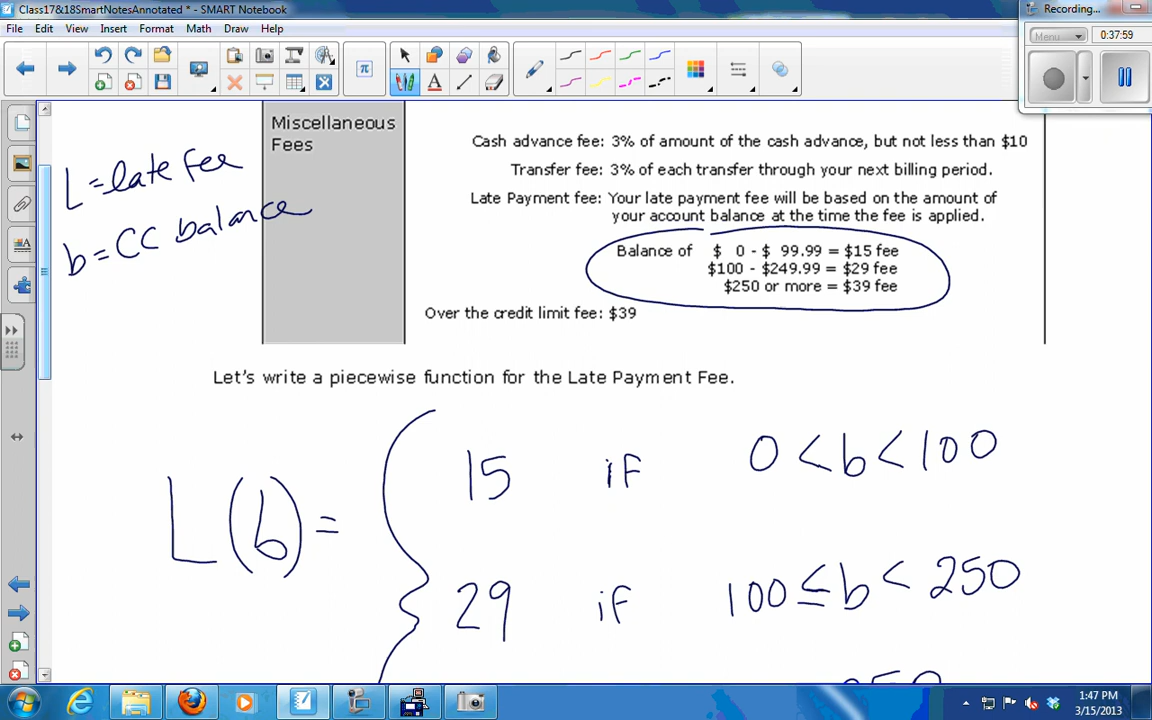 Class17&18SmartNotesAnnotated * - SMART Notebook
Recording...
File Edit View Insert Format Math Draw Help
Menu
0:37:59
π
A
Miscellaneous
Fees
Cash advance fee: 3% of amount of the cash advance, but not less than $10
Transfer fee: 3% of each transfer through your next billing period.
Late Payment fee: Your late payment fee will be based on the amount of
your account balance at the time the fee is applied.
Balance of $ 0 - $ 99.99 = $15 fee
$100 - $249.99 = $29 fee
$250 or more = $39 fee
Over the credit limit fee: $39
L = late fee
b = CC balance
Let's write a piecewise function for the Late Payment Fee.
15 if 0 < b < 100
L(b) =
29 if 100 ≤ b < 250
250
1:47 PM
3/15/2013